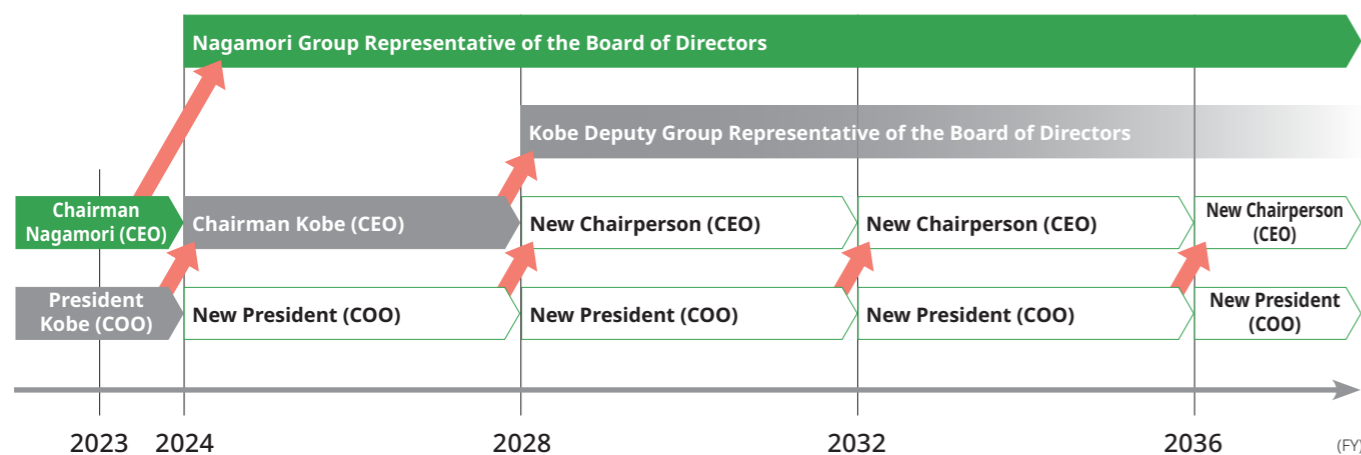 Nagamori Group Representative of the Board of Directors
Kobe Deputy Group Representative of the Board of Directors
Chairman
Nagamori (CEO)
Chairman Kobe (CEO)
New Chairperson (CEO)
New Chairperson (CEO)
New Chairperson
(CEO)
President
Kobe (COO)
New President (COO)
New President (COO)
New President (COO)
New President
(COO)
2023
2024
2028
2032
2036
(FY)